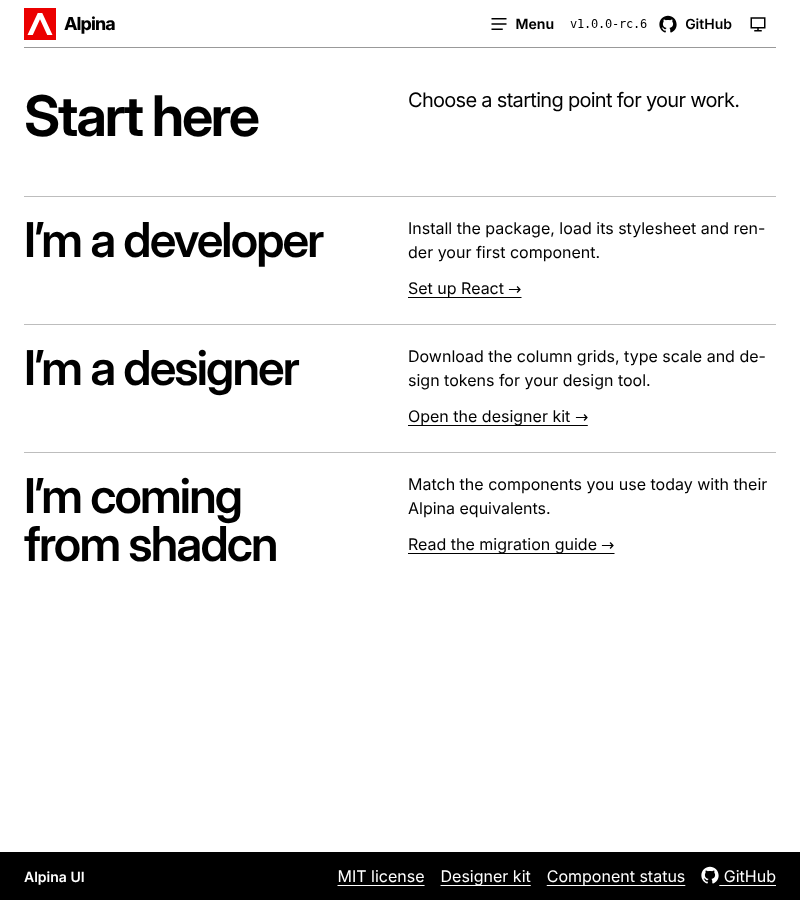 Alpina
Menu
v1.0.0-rc.6
GitHub
Start here
Choose a starting point for your work.
I’m a developer
Install the package, load its stylesheet and ren-
der your first component.
Set up React →
I’m a designer
Download the column grids, type scale and de-
sign tokens for your design tool.
Open the designer kit →
I’m coming
from shadcn
Match the components you use today with their
Alpina equivalents.
Read the migration guide →
Alpina UI
MIT license
Designer kit
Component status
GitHub